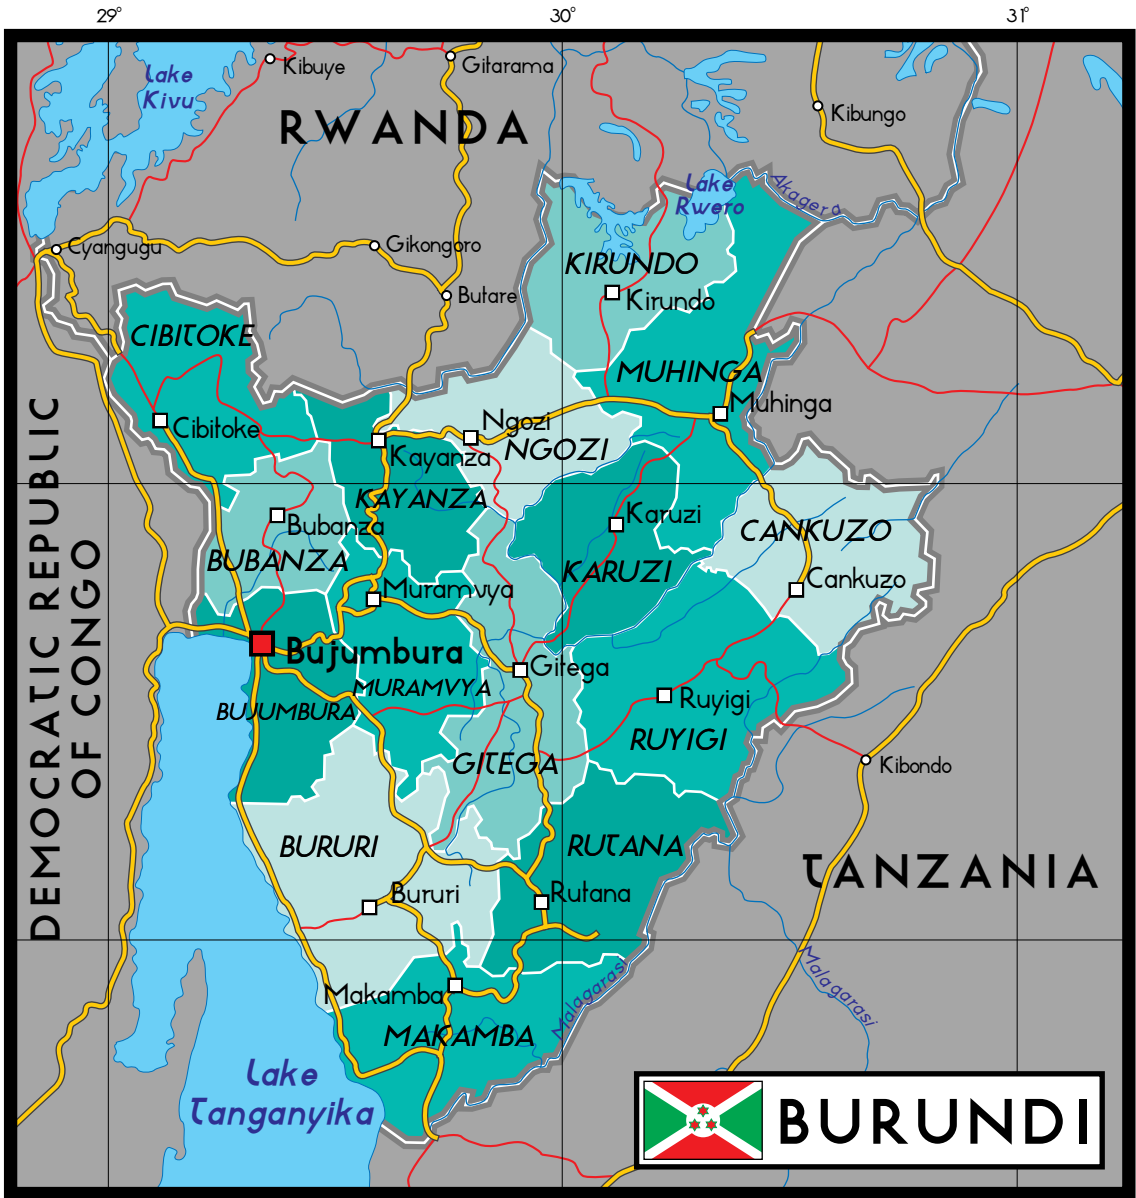 29°
30°
31°
Lake
Kivu
Kibuye
Gitarama
RWANDA
Kibungo
Lake
Rwero
Akagero
Cyangugu
Gikongoro
Butare
KIRUNDO
Kirundo
CIBITOKE
MUHINGA
Cibitoke
Kayanza
Ngozi
NGOZI
Muhinga
KAYANZA
Bubanza
BUBANZA
Karuzi
KARUZI
CANKUZO
Cankuzo
DEMOCRATIC REPUBLIC
OF CONGO
Muramvya
Bujumbura
MURAMVYA
BUJUMBURA
Gitega
GITEGA
Ruyigi
RUYIGI
Kibondo
BURURI
Bururi
RUTANA
Rutana
TANZANIA
Makamba
MAKAMBA
Malagarasi
Malagarasi
Lake
Tanganyika
BURUNDI